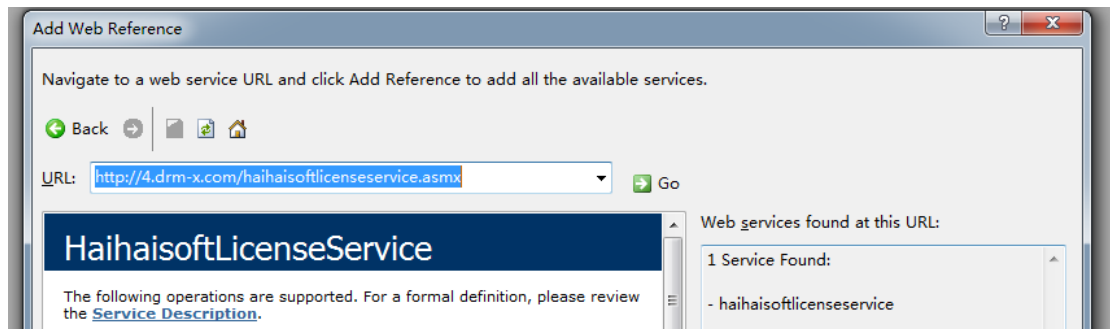 Add Web Reference
Navigate to a web service URL and click Add Reference to add all the available services.
Back
URL: http://4.drm-x.com/haihaisoftlicenseservice.asmx Go
HaihaisoftLicenseService
The following operations are supported. For a formal definition, please review
the Service Description.
Web services found at this URL:
1 Service Found:
- haihaisoftlicenseservice